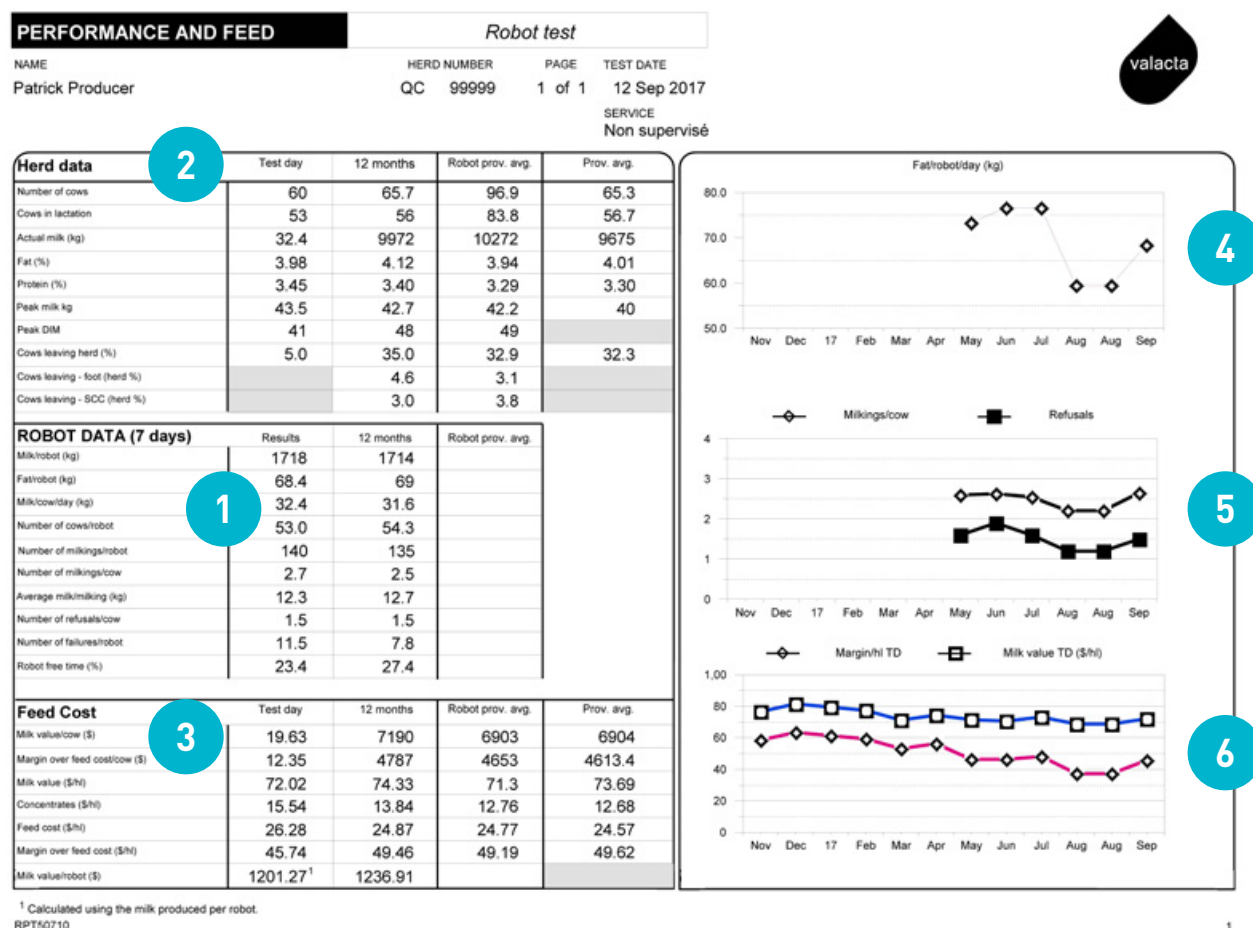 PERFORMANCE AND FEED Robot test
valacta
NAME HERD NUMBER PAGE TEST DATE
Patrick Producer QC 99999 1 of 1 12 Sep 2017
SERVICE
Non supervisé
Herd data 2 Test day 12 months Robot prov. avg. Prov. avg.
Number of cows 60 65.7 96.9 65.3
Cows in lactation 53 56 83.8 56.7
Actual milk (kg) 32.4 9972 10272 9675
Fat (%) 3.98 4.12 3.94 4.01
Protein (%) 3.45 3.40 3.29 3.30
Peak milk kg 43.5 42.7 42.2 40
Peak DIM 41 48 49
Cows leaving herd (%) 5.0 35.0 32.9 32.3
Cows leaving - foot (herd %) 4.6 3.1
Cows leaving - SCC (herd %) 3.0 3.8
ROBOT DATA (7 days) Results 12 months Robot prov. avg.
Milk/robot (kg) 1718 1714
Fat/robot (kg) 68.4 69
1
Milk/cow/day (kg) 32.4 31.6
Number of cows/robot 53.0 54.3
Number of milkings/robot 140 135
Number of milkings/cow 2.7 2.5
Average milk/milking (kg) 12.3 12.7
Number of refusals/cow 1.5 1.5
Number of failures/robot 11.5 7.8
Robot free time (%) 23.4 27.4
Feed Cost 3 Test day 12 months Robot prov. avg. Prov. avg.
Milk value/cow ($) 19.63 7190 6903 6904
Margin over feed cost/cow ($) 12.35 4787 4653 4613.4
Milk value ($/hl) 72.02 74.33 71.3 73.69
Concentrates ($/hl) 15.54 13.84 12.76 12.68
Feed cost ($/hl) 26.28 24.87 24.77 24.57
Margin over feed cost ($/hl) 45.74 49.46 49.19 49.62
Milk value/robot ($) 1201.27¹ 1236.91
Fat/robot/day (kg)
80.0
70.0
60.0
50.0
Nov Dec 17 Feb Mar Apr May Jun Jul Aug Aug Sep
4
Milkings/cow Refusals
4
3
2
1
0
Nov Dec 17 Feb Mar Apr May Jun Jul Aug Aug Sep
5
Margin/hl TD Milk value TD ($/hl)
1,00
80
60
40
20
0
Nov Dec 17 Feb Mar Apr May Jun Jul Aug Aug Sep
6
¹ Calculated using the milk produced per robot.
RPT50710 1